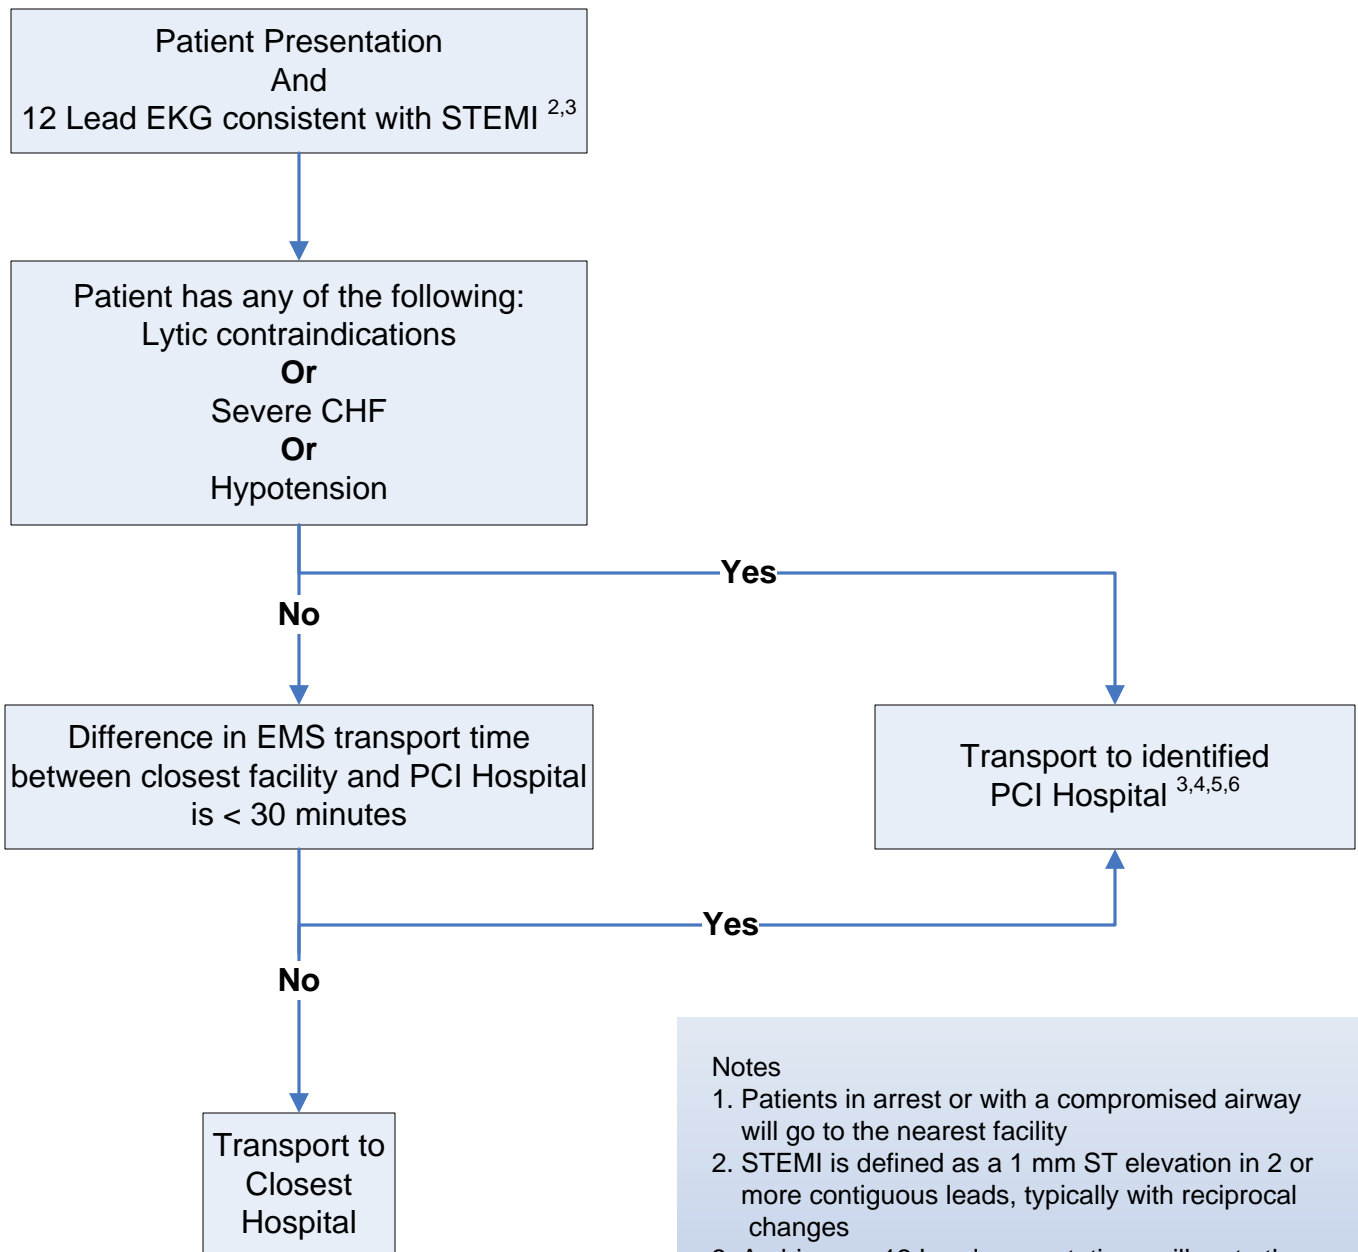 Patient Presentation
And
12 Lead EKG consistent with STEMI 2,3
Patient has any of the following:
Lytic contraindications
Or
Severe CHF
Or
Hypotension
Yes
No
Difference in EMS transport time
between closest facility and PCI Hospital
is < 30 minutes
Transport to identified
PCI Hospital 3,4,5,6
Yes
No
Transport to
Closest
Hospital
Notes
1. Patients in arrest or with a compromised airway
will go to the nearest facility
2. STEMI is defined as a 1 mm ST elevation in 2 or
more contiguous leads, typically with reciprocal
changes